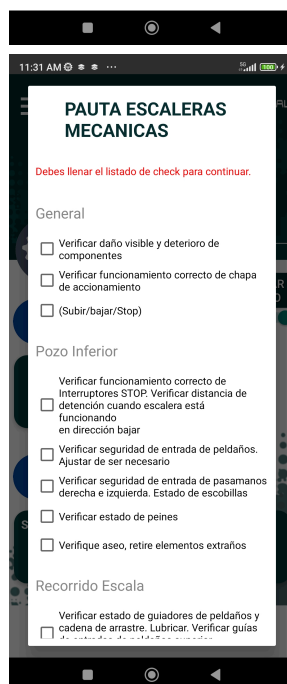 11:31 AM
5G
100
PAUTA ESCALERAS
MECANICAS
Debes llenar el listado de check para continuar.
General
Verificar daño visible y deterioro de
componentes
Verificar funcionamiento correcto de chapa
de accionamiento
(Subir/bajar/Stop)
Pozo Inferior
Verificar funcionamiento correcto de
Interruptores STOP. Verificar distancia de
detención cuando escalera está
funcionando
en dirección bajar
Verificar seguridad de entrada de peldaños.
Ajustar de ser necesario
Verificar seguridad de entrada de pasamanos
derecha e izquierda. Estado de escobillas
Verificar estado de peines
Verifique aseo, retire elementos extraños
Recorrido Escala
Verificar estado de guiadores de peldaños y
cadena de arrastre. Lubricar. Verificar guías